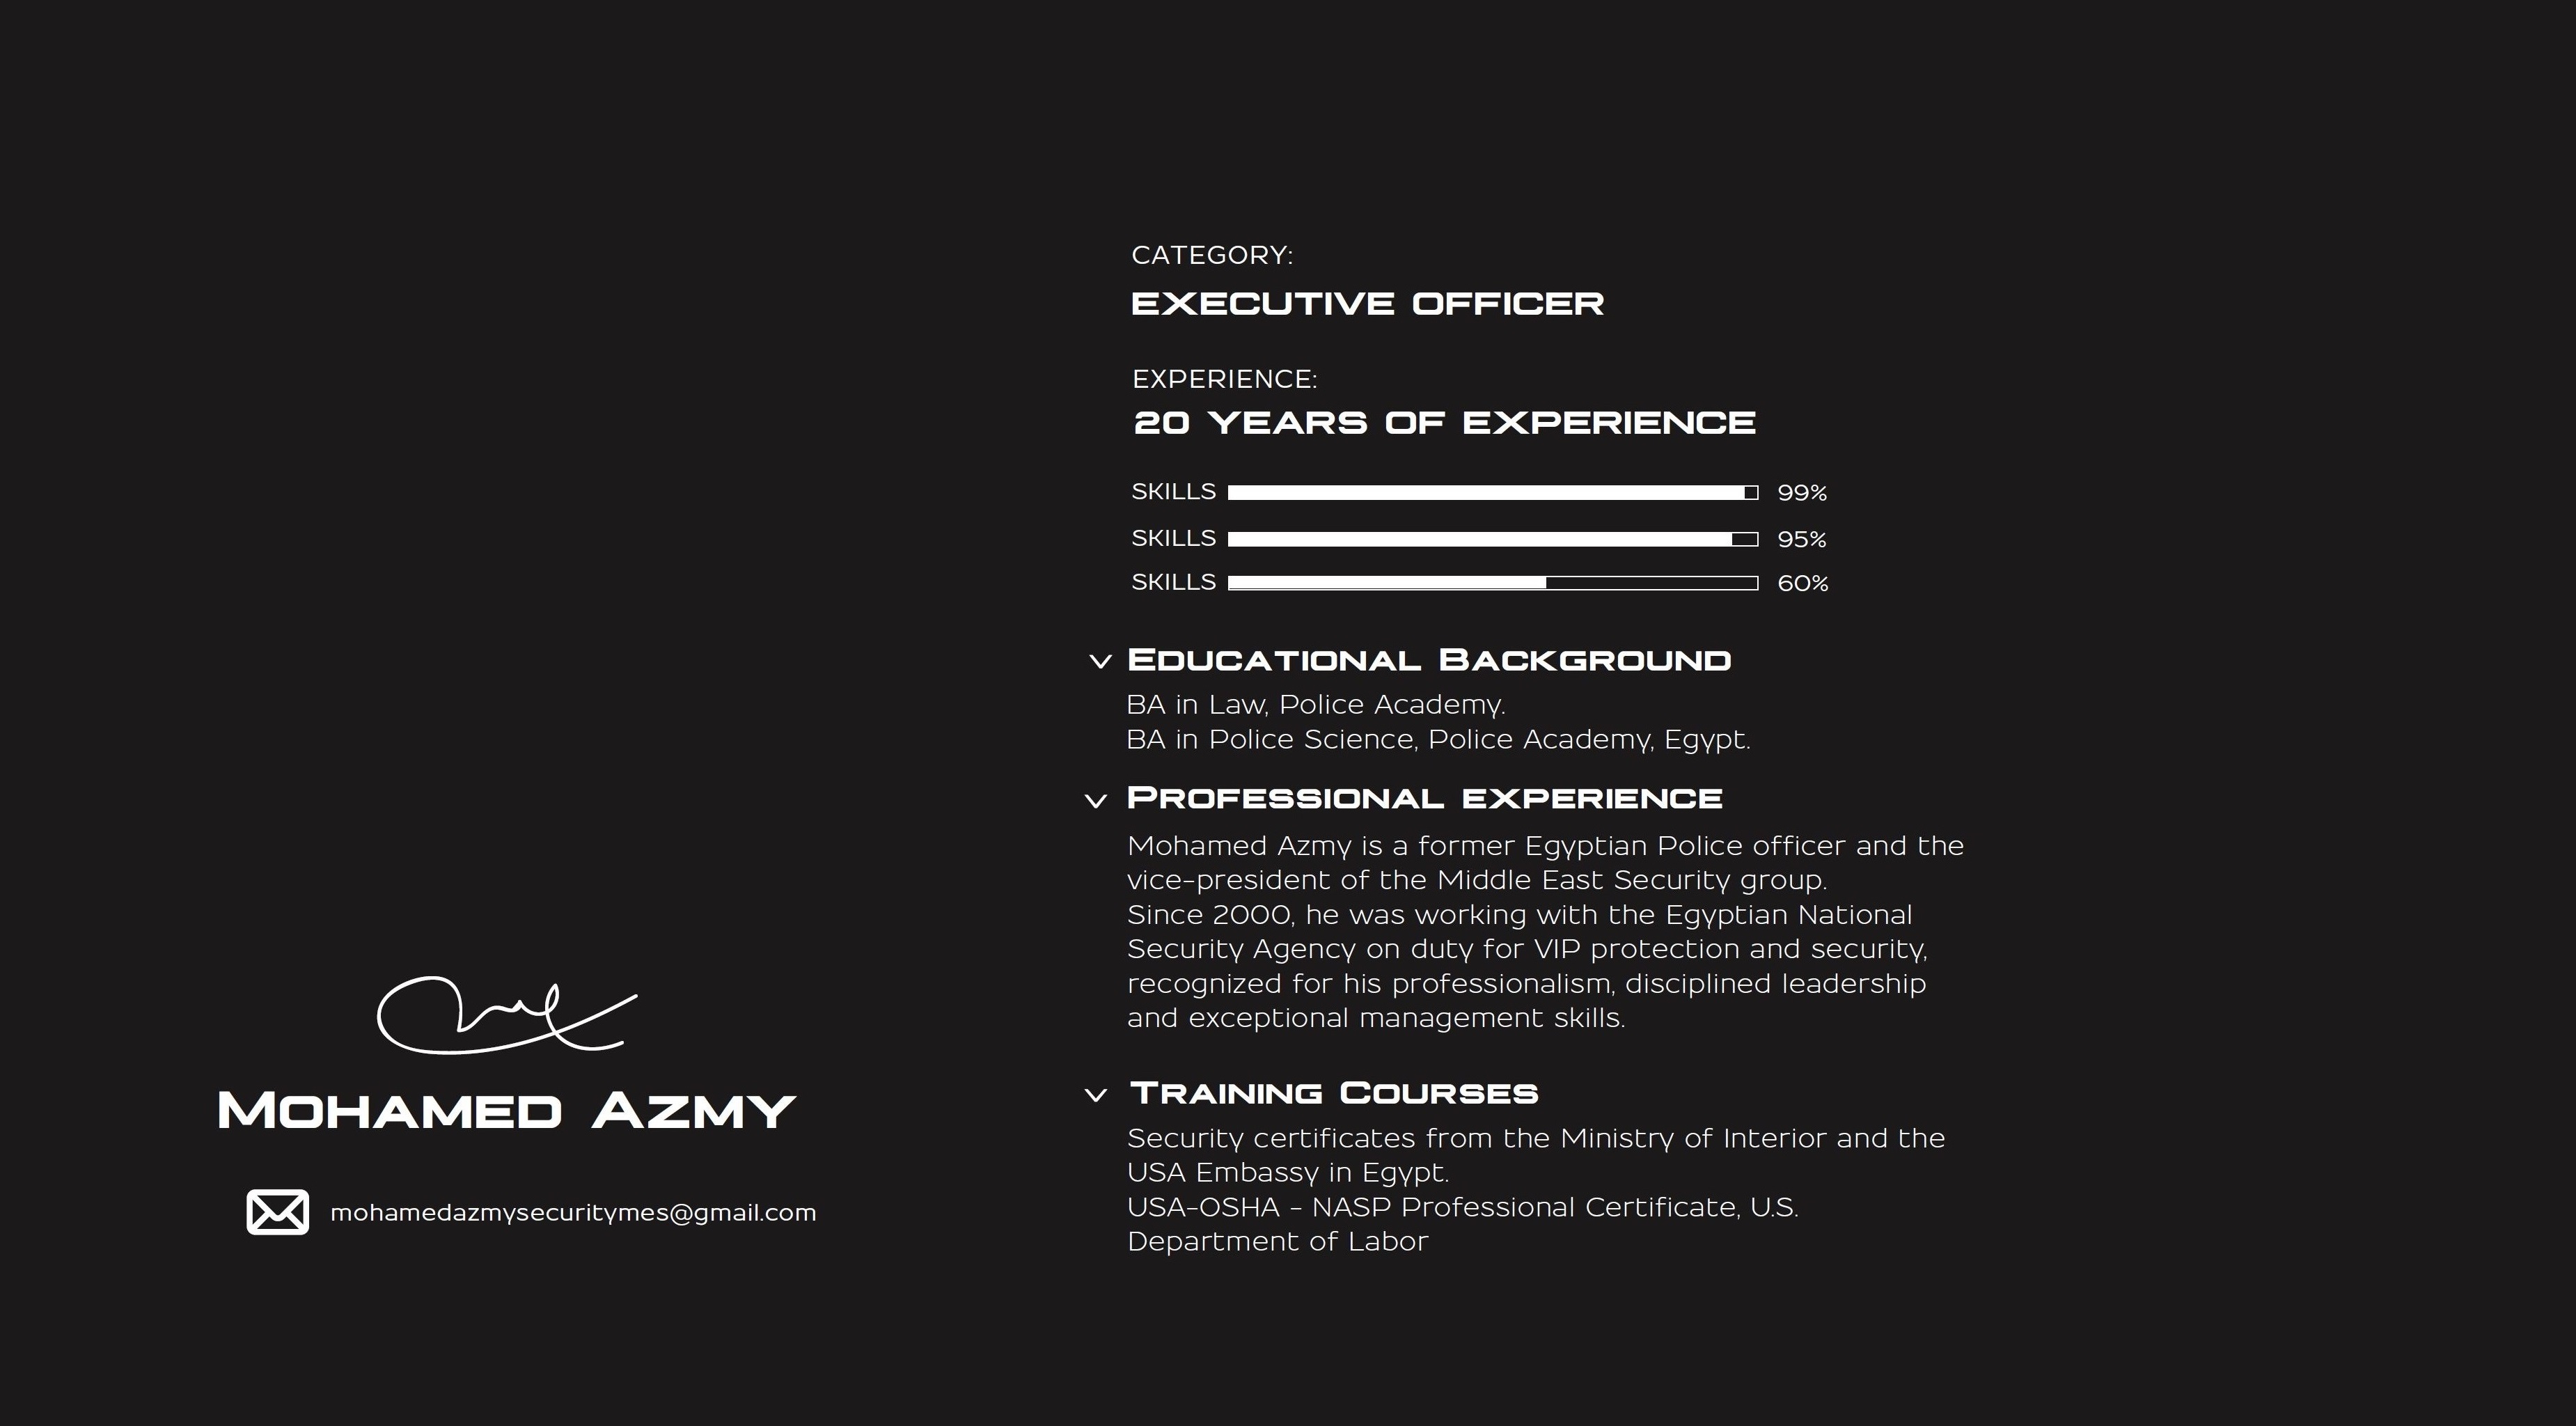 CATEGORY:
EXECUTIVE OFFICER
EXPERIENCE:
20 YEARS OF EXPERIENCE
SKILLS 99%
SKILLS 95%
SKILLS 60%
EDUCATIONAL BACKGROUND
BA in Law, Police Academy.
BA in Police Science, Police Academy, Egypt.
PROFESSIONAL EXPERIENCE
Mohamed Azmy is a former Egyptian Police officer and the
vice-president of the Middle East Security group.
Since 2000, he was working with the Egyptian National
Security Agency on duty for VIP protection and security,
recognized for his professionalism, disciplined leadership
and exceptional management skills.
TRAINING COURSES
Security certificates from the Ministry of Interior and the
USA Embassy in Egypt.
USA-OSHA - NASP Professional Certificate, U.S.
Department of Labor
MOHAMED AZMY
mohamedazmysecuritymes@gmail.com